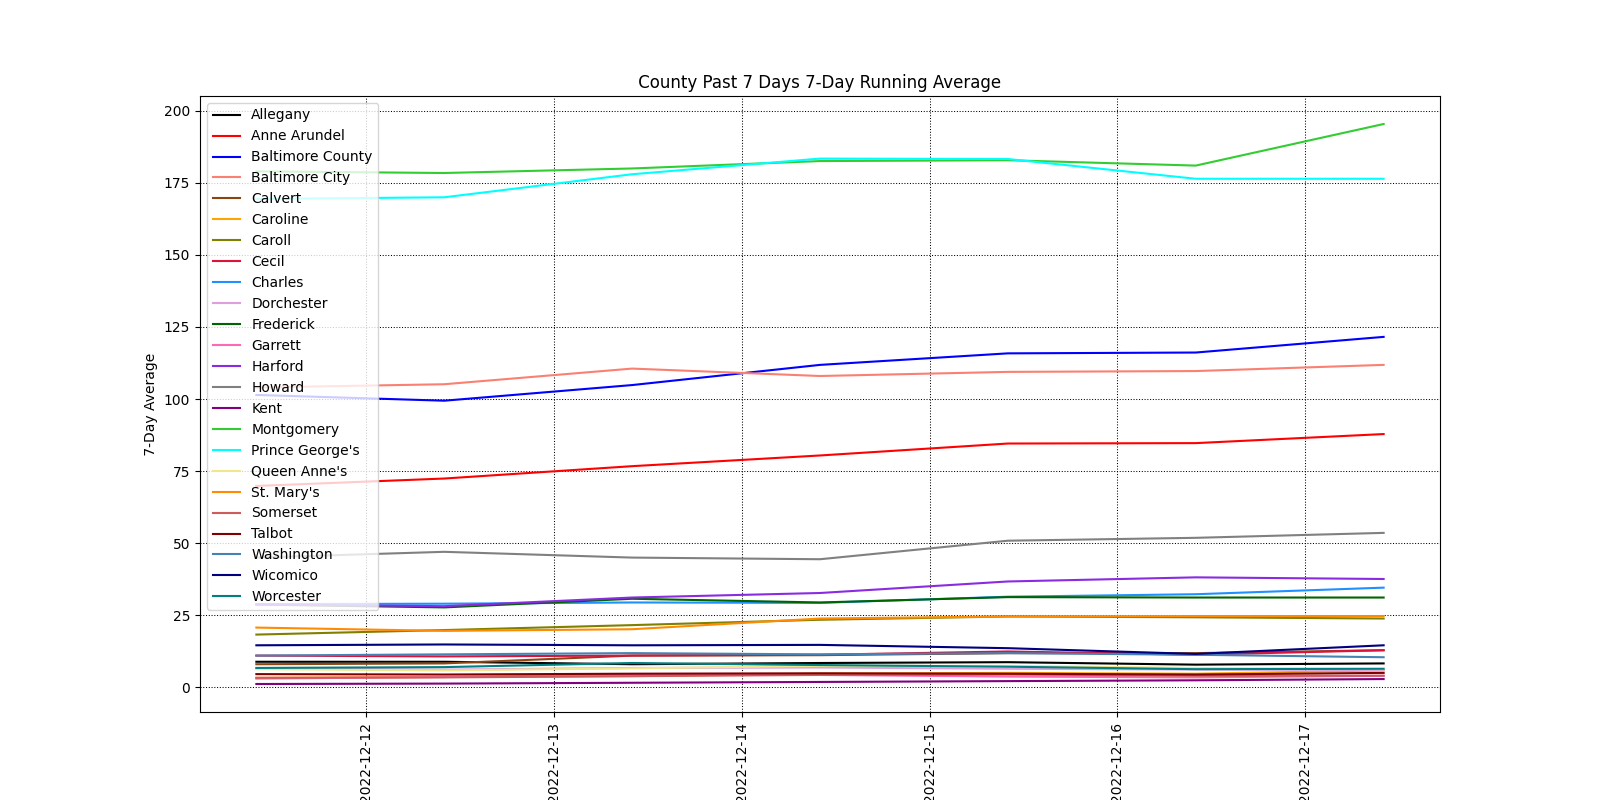 County Past 7 Days 7-Day Running Average
7-Day Average
200
175
150
125
100
75
50
25
0
Allegany
Anne Arundel
Baltimore County
Baltimore City
Calvert
Caroline
Caroll
Cecil
Charles
Dorchester
Frederick
Garrett
Harford
Howard
Kent
Montgomery
Prince George's
Queen Anne's
St. Mary's
Somerset
Talbot
Washington
Wicomico
Worcester
2022-12-12
2022-12-13
2022-12-14
2022-12-15
2022-12-16
2022-12-17